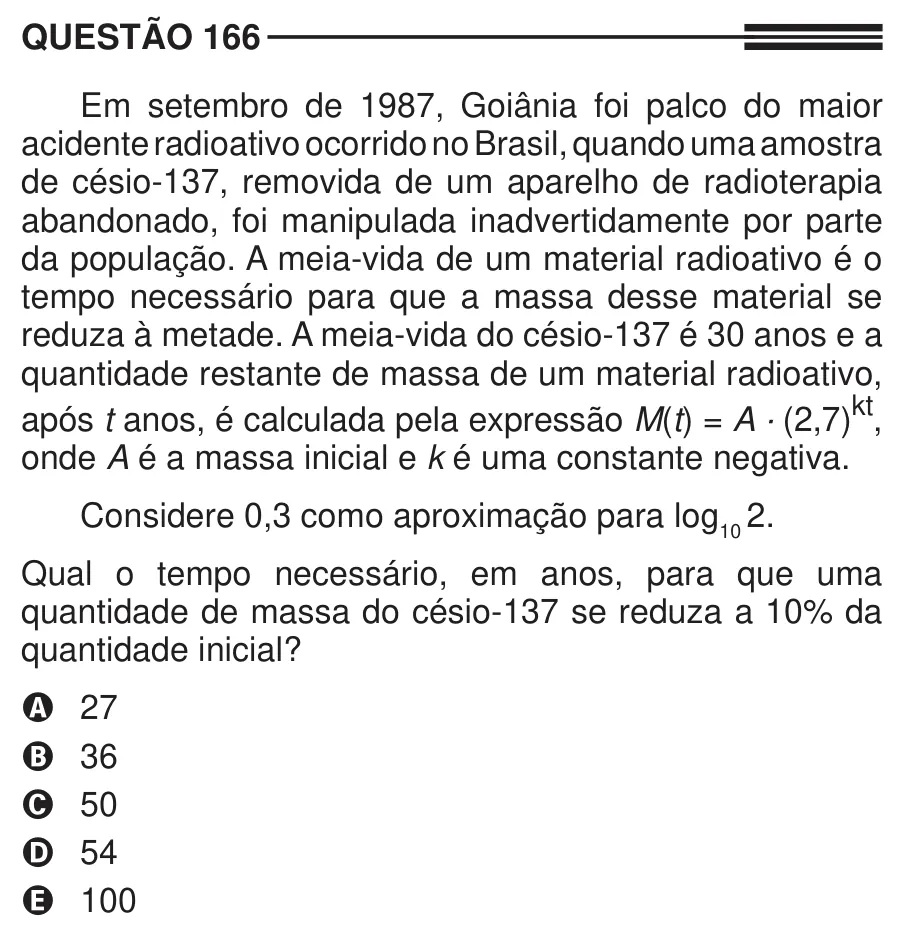 QUESTÃO 166
Em setembro de 1987, Goiânia foi palco do maior
acidente radioativo ocorrido no Brasil, quando uma amostra
de césio-137, removida de um aparelho de radioterapia
abandonado, foi manipulada inadvertidamente por parte
da população. A meia-vida de um material radioativo é o
tempo necessário para que a massa desse material se
reduza à metade. A meia-vida do césio-137 é 30 anos e a
quantidade restante de massa de um material radioativo,
após t anos, é calculada pela expressão M(t) = A · (2,7)^kt,
onde A é a massa inicial e k é uma constante negativa.
Considere 0,3 como aproximação para log₁₀ 2.
Qual o tempo necessário, em anos, para que uma
quantidade de massa do césio-137 se reduza a 10% da
quantidade inicial?
A 27
B 36
C 50
D 54
E 100